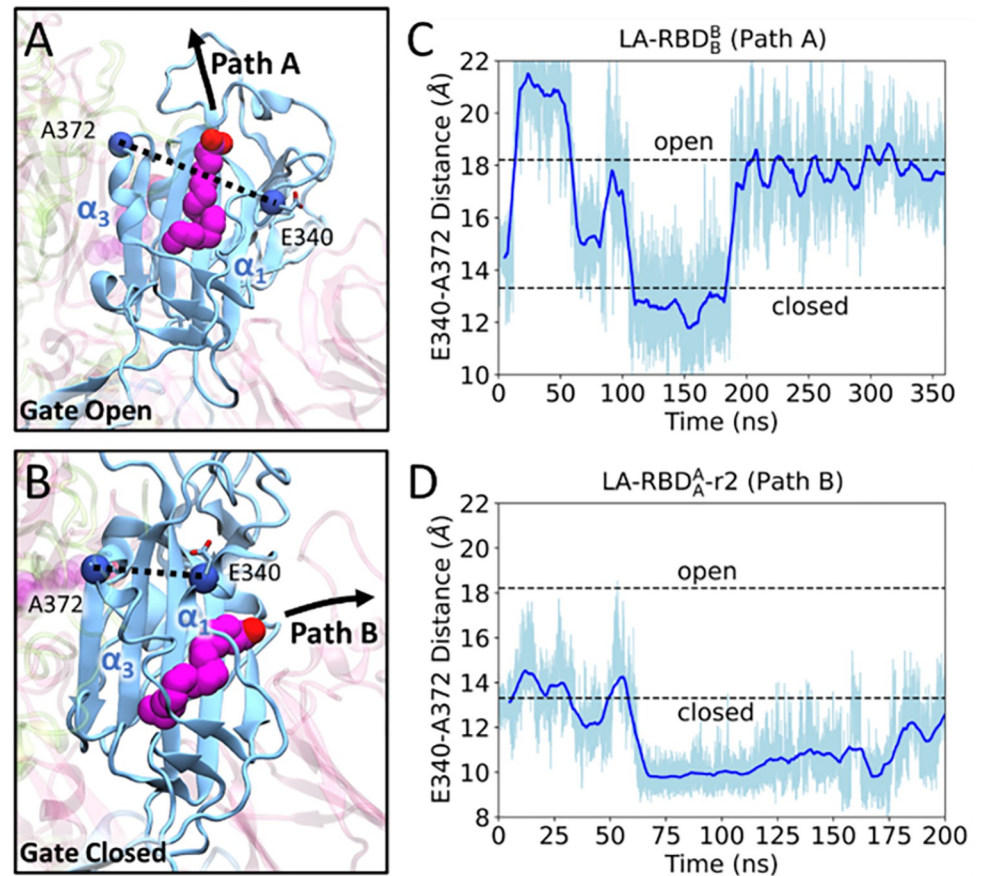 A
Path A
A372
α3
E340
α1
Gate Open
B
E340
A372
α1
Path B
α3
Gate Closed
C
LA-RBD_B^B (Path A)
E340-A372 Distance (Å)
22
20
18
16
14
12
10
open
closed
0 50 100 150 200 250 300 350
Time (ns)
D
LA-RBD_A^A-r2 (Path B)
E340-A372 Distance (Å)
22
20
18
16
14
12
10
8
open
closed
0 25 50 75 100 125 150 175 200
Time (ns)